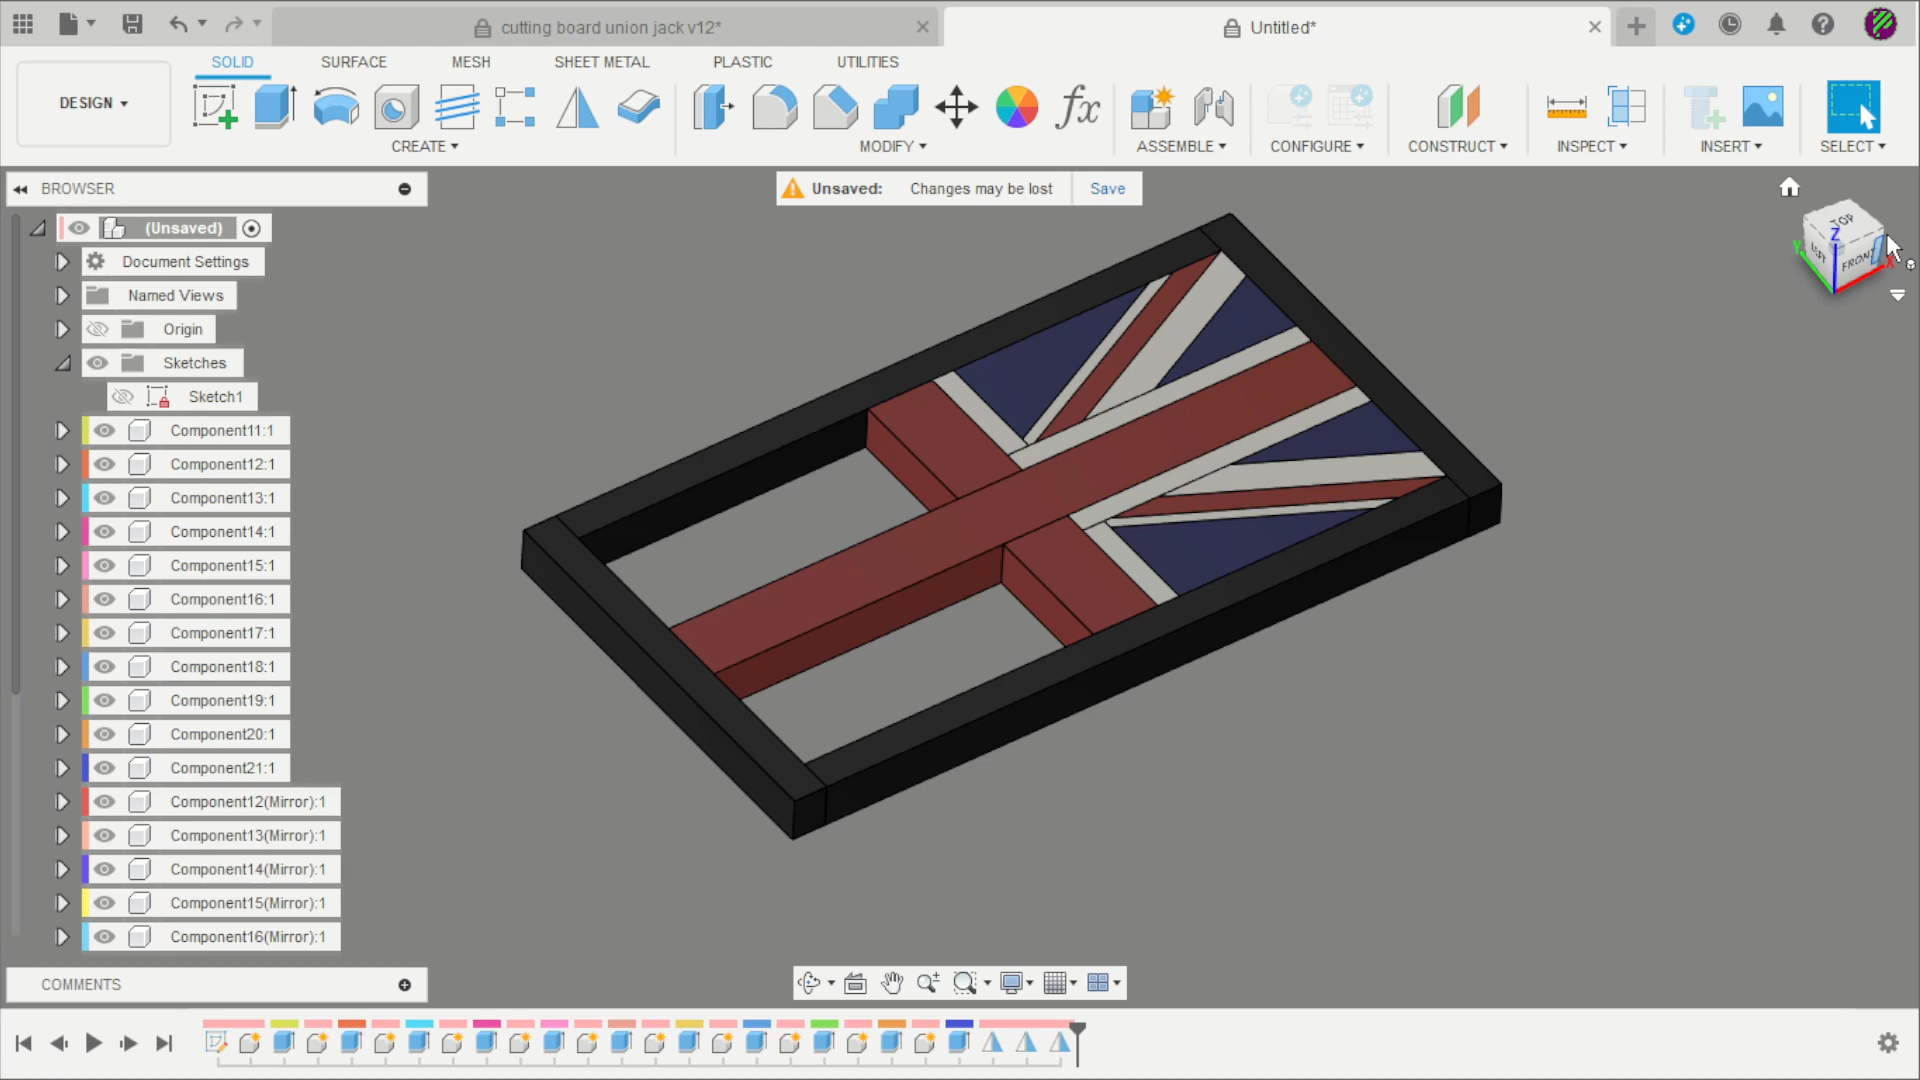 cutting board union jack v12*
Untitled*
SOLID SURFACE MESH SHEET METAL PLASTIC UTILITIES
DESIGN
CREATE MODIFY ASSEMBLE CONFIGURE CONSTRUCT INSPECT INSERT SELECT
BROWSER
Unsaved: Changes may be lost Save
(Unsaved)
Document Settings
Named Views
Origin
Sketches
Sketch1
Component11:1
Component12:1
Component13:1
Component14:1
Component15:1
Component16:1
Component17:1
Component18:1
Component19:1
Component20:1
Component21:1
Component12(Mirror):1
Component13(Mirror):1
Component14(Mirror):1
Component15(Mirror):1
Component16(Mirror):1
TOP
Z
Y
LEFT
FRONT
X
COMMENTS